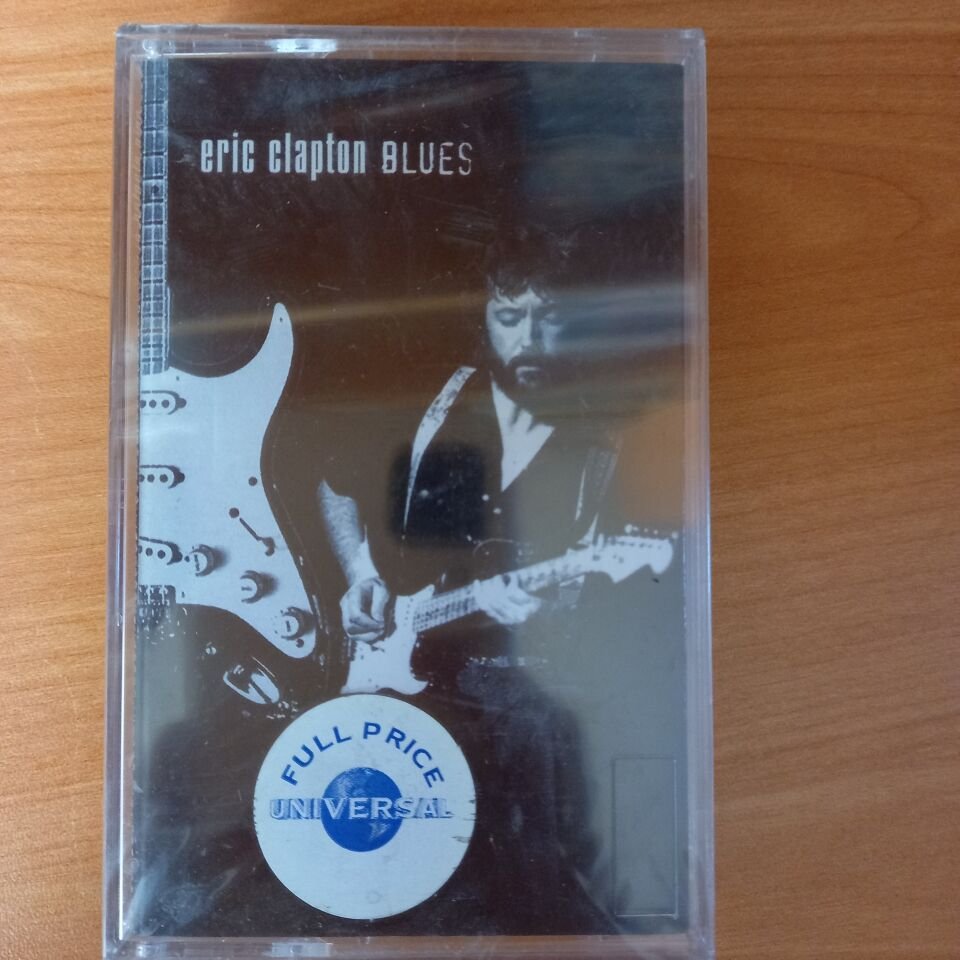 eric clapton BLUES
FULL PRICE
UNIVERSAL